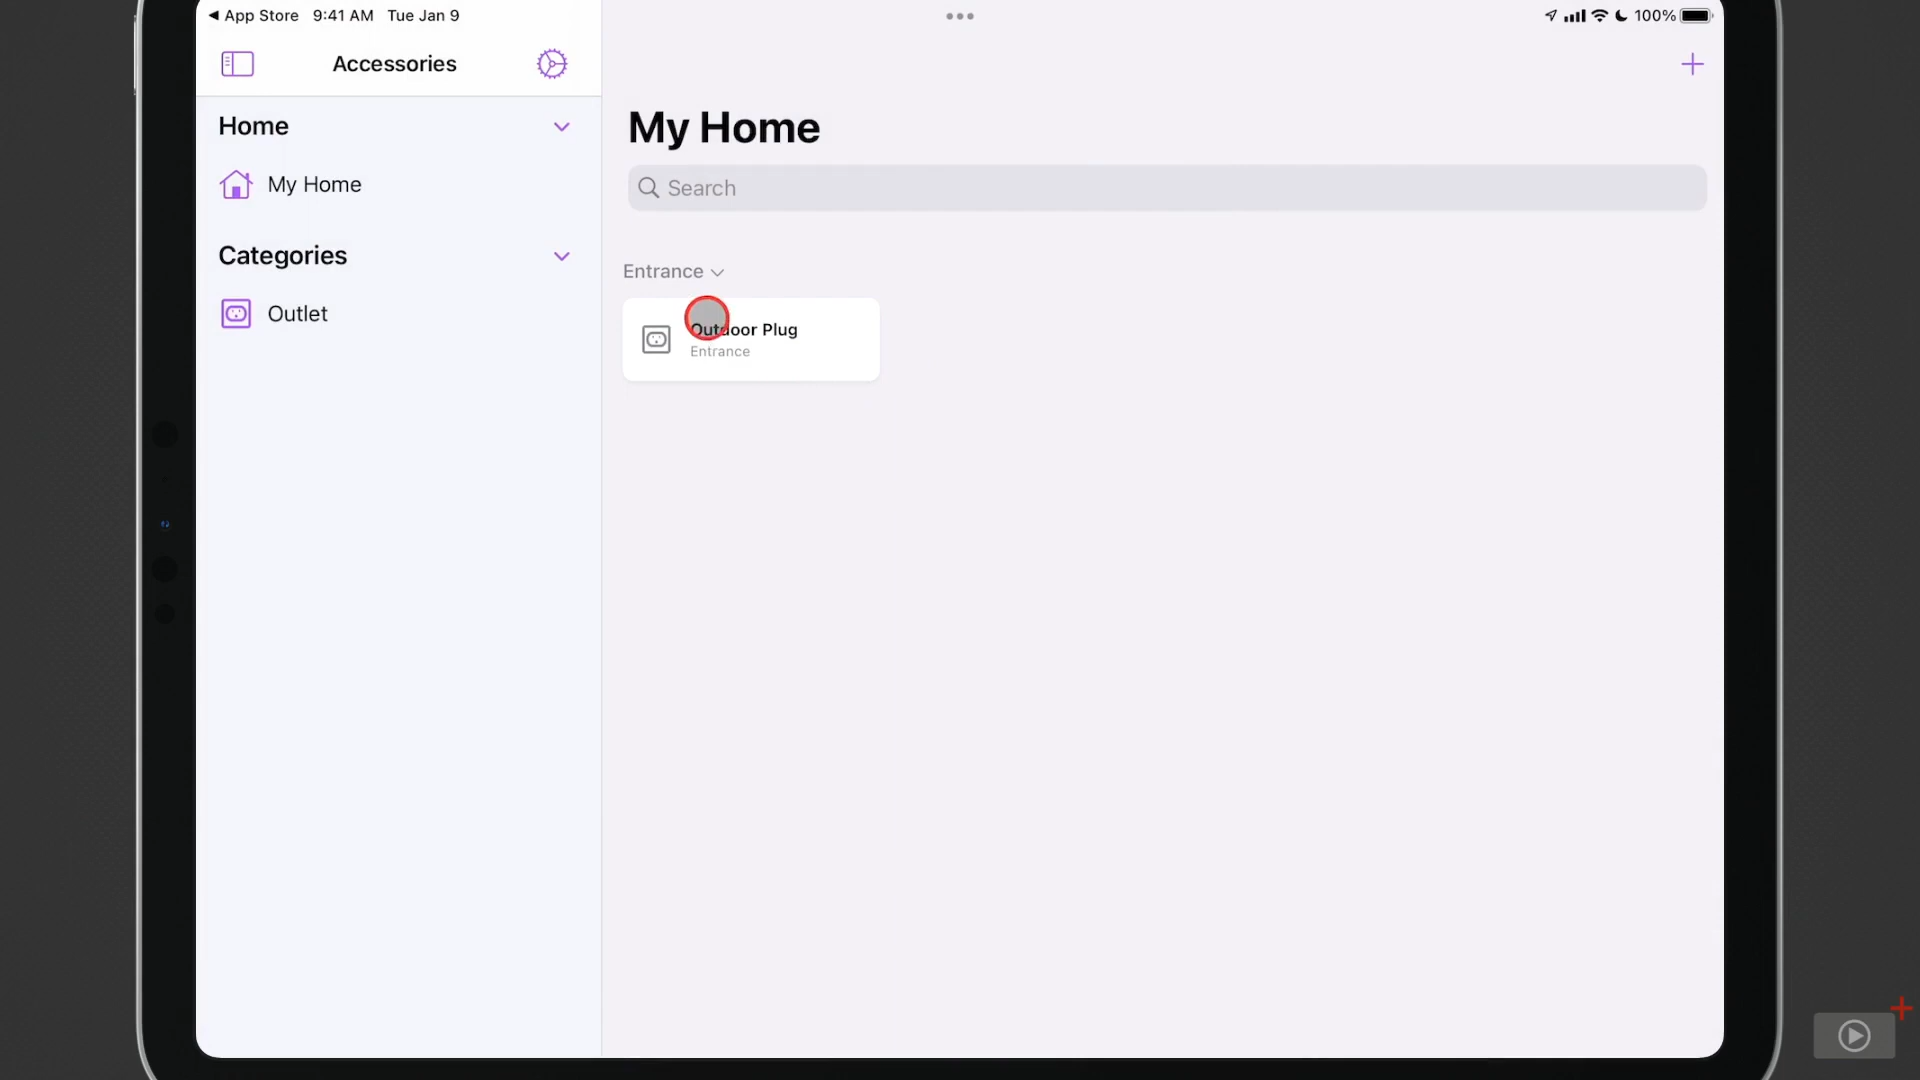 ◀ App Store 9:41 AM Tue Jan 9
100%
Accessories
Home
My Home
Categories
Outlet
My Home
Search
Entrance
Outdoor Plug
Entrance